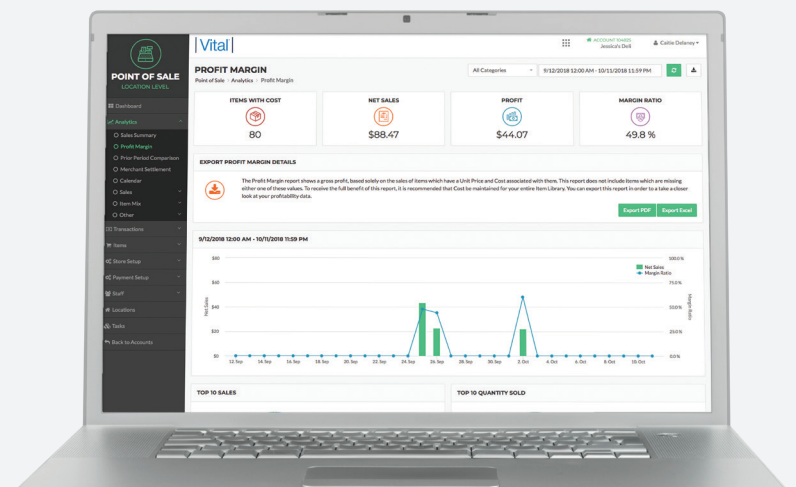 Vital
ACCOUNT
Jessica's Deli
Caitie Delaney
POINT OF SALE
LOCATION LEVEL
Dashboard
Analytics
Sales Summary
Profit Margin
Prior Period Comparison
Merchant Settlement
Calendar
Sales
Item Mix
Other
Transactions
Items
Store Setup
Payment Setup
Staff
Locations
Tasks
Back to Accounts
PROFIT MARGIN
Point of Sale > Analytics > Profit Margin
All Categories
9/12/2018 12:00 AM - 10/11/2018 11:59 PM
ITEMS WITH COST
80
NET SALES
$88.47
PROFIT
$44.07
MARGIN RATIO
49.8 %
EXPORT PROFIT MARGIN DETAILS
The Profit Margin report shows a gross profit, based solely on the sales of items which have a Unit Price and Cost associated with them. This report does not include items which are missing
either one of these values. To receive the full benefit of this report, it is recommended that Cost be maintained for your entire Item Library. You can export this report in order to a take a closer
look at your profitability data.
Export PDF
Export Excel
9/12/2018 12:00 AM - 10/11/2018 11:59 PM
Net Sales
Margin Ratio
Net Sales
$80
$60
$40
$20
$0
100.0%
75.0%
50.0%
25.0%
0.0%
Margin Ratio
12. Sep 14. Sep 16. Sep 18. Sep 20. Sep 22. Sep 24. Sep 26. Sep 28. Sep 30. Sep 2. Oct 4. Oct 6. Oct 8. Oct 10. Oct
TOP 10 SALES
TOP 10 QUANTITY SOLD